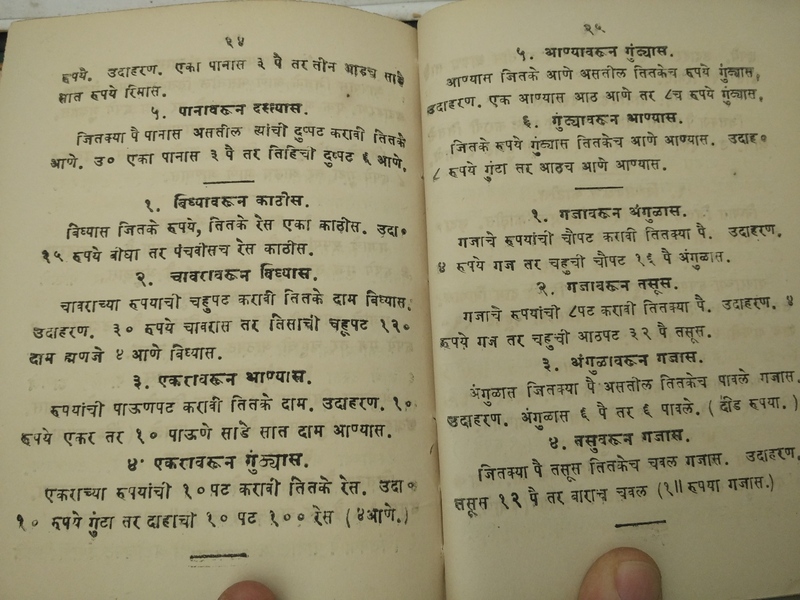 २४
रूपये. उदाहरण. एका पानास ३ पै तर तीन आडच साडे
सात रूपये रिमास.
५. पानावरून दस्त्यास.
जितक्या पै पानास असतील त्यांची दुप्पट करावी तितके
आणे. उ० एका पानास ३ पै तर तिहिची दुप्पट ६ आणे.
१. विघ्यावरून काठीस.
विघ्यास जितके रूपये, तितके रेस एका काठीस. उदा०
२५ रूपये बीघा तर पंचवीसच रेस काठीस.
२. चावरावरून विघ्यास.
चावराच्या रूपयाची चहुपट करावी तितके दाम विघ्यास.
उदाहरण. ३० रूपये चावरास तर तिसाची चहूपट १२०
दाम ह्मणजे ४ आणे विघ्यास.
३. एकरावरून आण्यास.
रूपयांची पाऊणपट करावी तितके दाम. उदाहरण. १०
रूपये एकर तर १० पाऊणे साडे सात दाम आण्यास.
४. एकरावरून गुंठ्यास.
एकराच्या रूपयांची १०पट करावी तितके रेस. उदा०
१० रूपये गुंठा तर दाहाची १० पट १०० रेस (४आणे.)
२५
५. आण्यावरून गुंठ्यास.
आण्यास जितके आणे असतील तितकेच रूपये गुंठ्यास,
उदाहरण. एक आण्यास आठ आणे तर ८च रूपये गुंठ्यास,
६. गुंठ्यावरून आण्यास.
जितके रूपये गुंठ्यास तितकेच आणे आण्यास. उदाह०
८ रूपये गुंठा तर आठच आणे आण्यास.
१. गजावरून अंगुळास.
गजाचे रूपयांची चौपट करावी तितक्या पै. उदाहरण.
४ रूपये गज तर चहुची चौपट १६ पै अंगुळास.
२. गजावरून तसूस.
गजाचे रूपयांची ८पट करावी तितक्या पै. उदाहरण. ४
रूपये गज तर चहुची आठपट ३२ पै तसूस.
३. अंगुळावरून गजास.
अंगुळास जितक्या पै असतील तितकेच पावले गजास.
उदाहरण. अंगुळास ६ पै तर ६ पावले. (दीड रूपया.)
४. तसुवरून गजास.
जितक्या पै तसूस तितकेच चवल गजास. उदाहरण.
तसूस १२ पै तर बाराच चवल (१॥ रूपया गजास.)